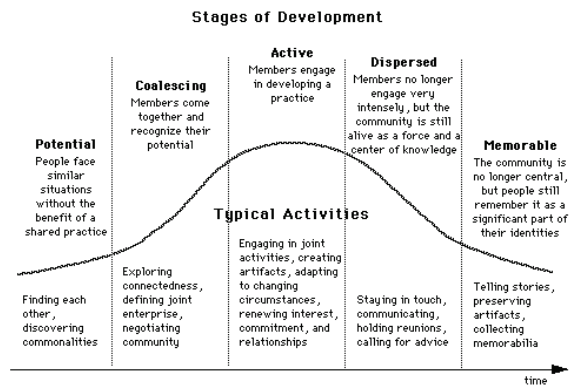 Stages of Development
Potential
People face
similar
situations
without the
benefit of a
shared practice
Coalescing
Members come
together and
recognize their
potential
Active
Members engage
in developing a
practice
Dispersed
Members no longer
engage very
intensely, but the
community is still
alive as a force and a
center of knowledge
Memorable
The community is
no longer central,
but people still
remember it as a
significant part of
their identities
Typical Activities
Finding each
other,
discovering
commonalities
Exploring
connectedness,
defining joint
enterprise,
negotiating
community
Engaging in joint
activities, creating
artifacts, adapting
to changing
circumstances,
renewing interest,
commitment, and
relationships
Staying in touch,
communicating,
holding reunions,
calling for advice
Telling stories,
preserving
artifacts,
collecting
memorabilia
time